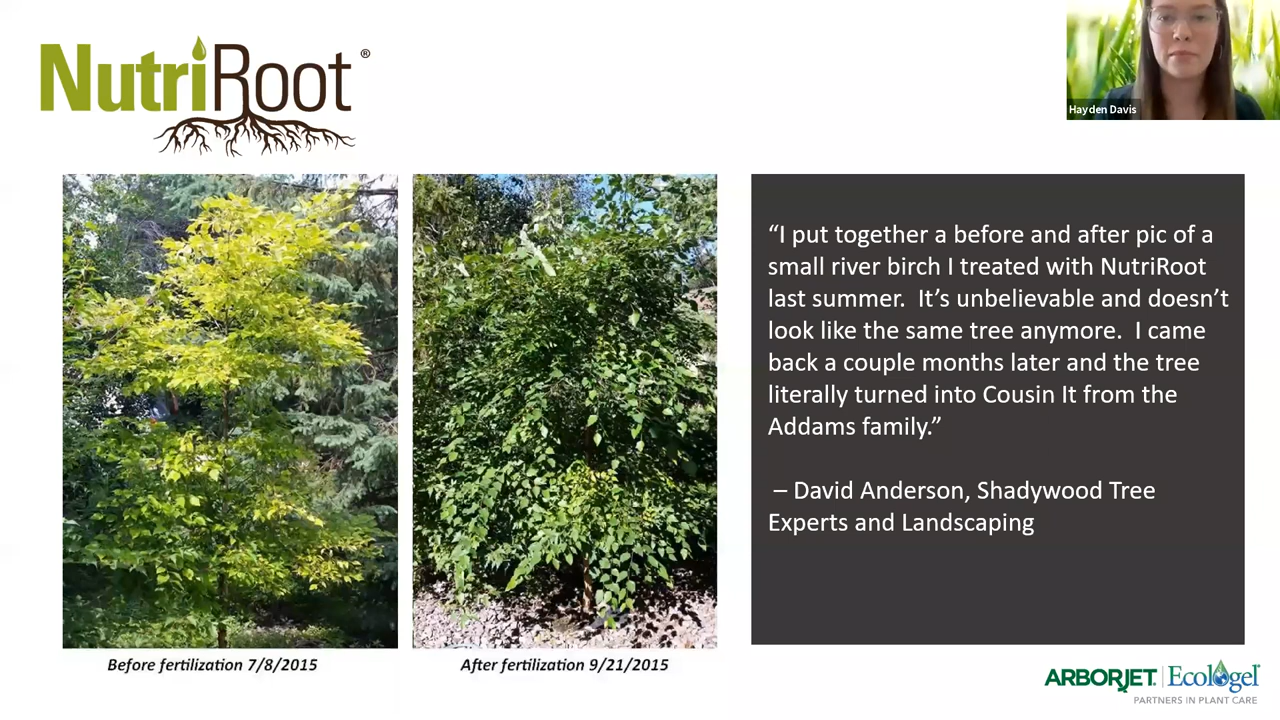 NutriRoot®
Hayden Davis
“I put together a before and after pic of a
small river birch I treated with NutriRoot
last summer.  It’s unbelievable and doesn’t
look like the same tree anymore.  I came
back a couple months later and the tree
literally turned into Cousin It from the
Addams family.”
– David Anderson, Shadywood Tree
Experts and Landscaping
Before fertilization 7/8/2015
After fertilization 9/21/2015
ARBORJET | Ecologel
PARTNERS IN PLANT CARE